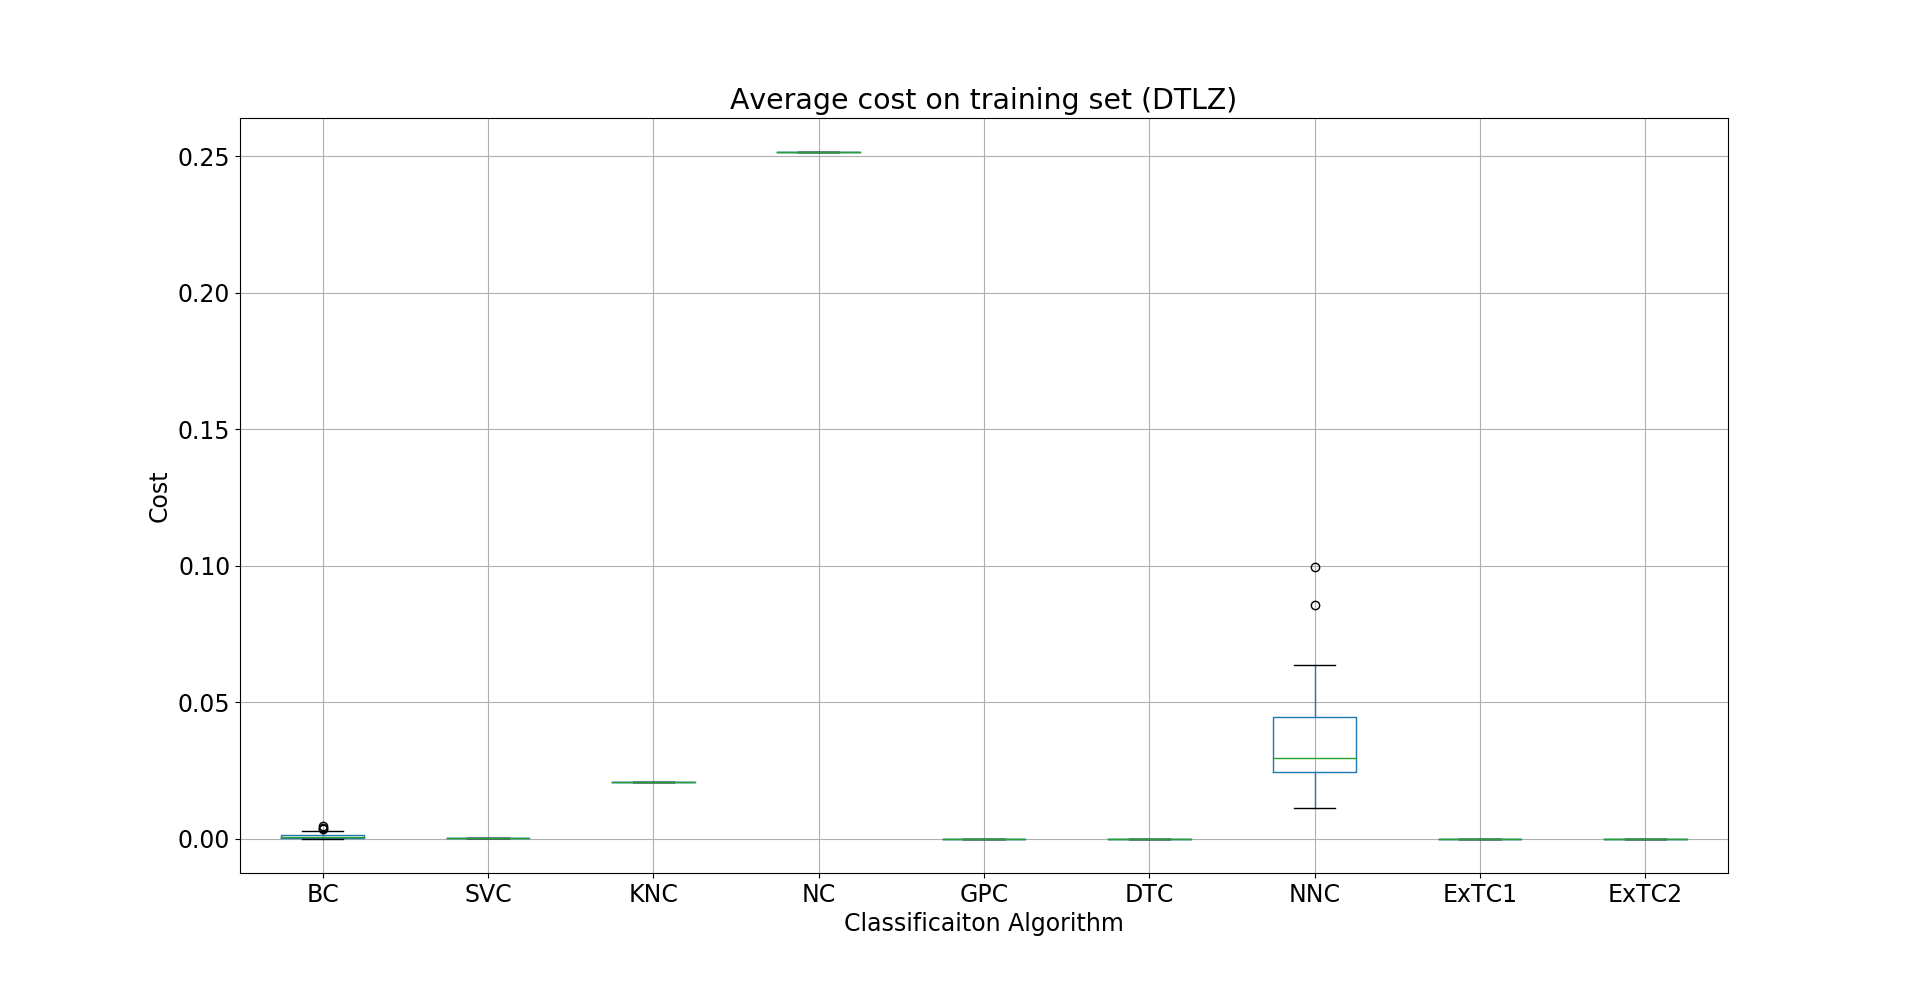 Average cost on training set (DTLZ)
0.25
0.20
0.15
0.10
0.05
0.00
Cost
BC SVC KNC NC GPC DTC NNC ExTC1 ExTC2
Classificaiton Algorithm